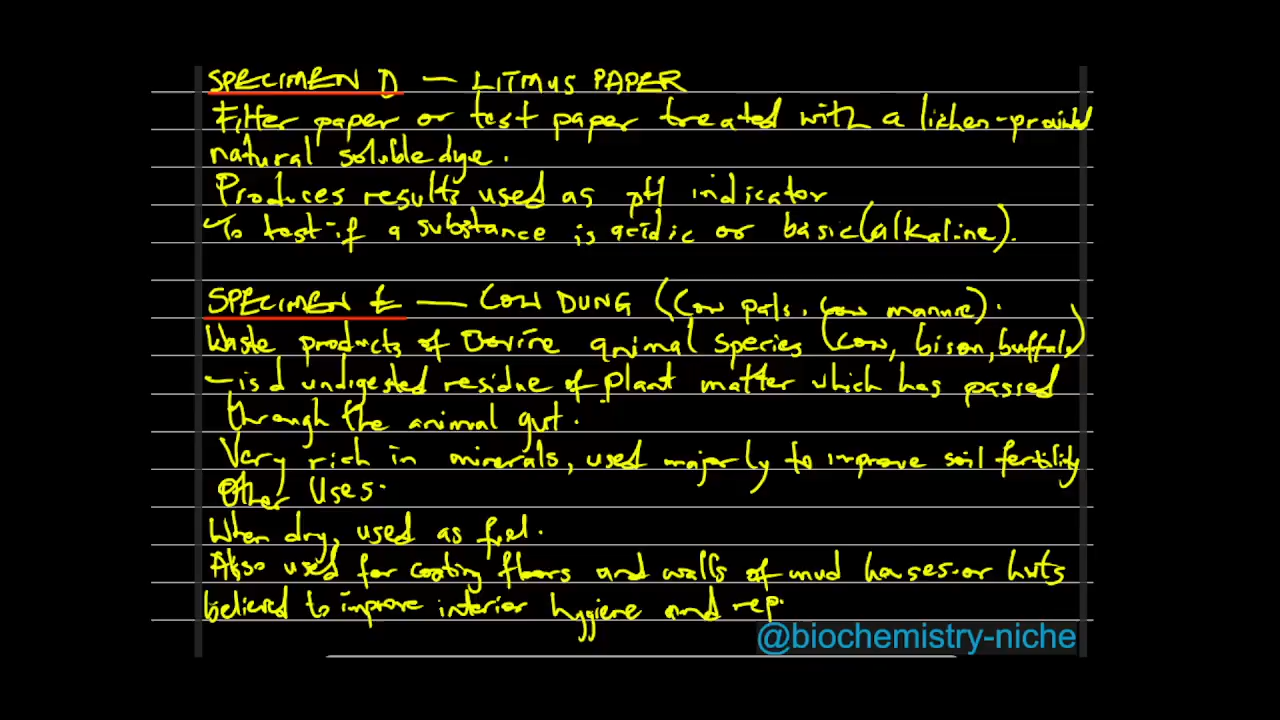 SPECIMEN D — LITMUS PAPER
Filter paper or test paper treated with a lichen-provided
natural soluble dye.
Produces results used as pH indicator
To test if a substance is acidic or basic (alkaline).
SPECIMEN E — COW DUNG (Cow pats, Cow manure).
Waste products of Bovine animal species (cow, bison, buffalo)
- is d undigested residue of plant matter which has passed
through the animal gut.
Very rich in minerals, used majorly to improve soil fertility
Other Uses.
When dry, used as fuel.
Also used for coating floors and walls of mud houses or huts
believed to improve interior hygiene and rep
@biochemistry-niche